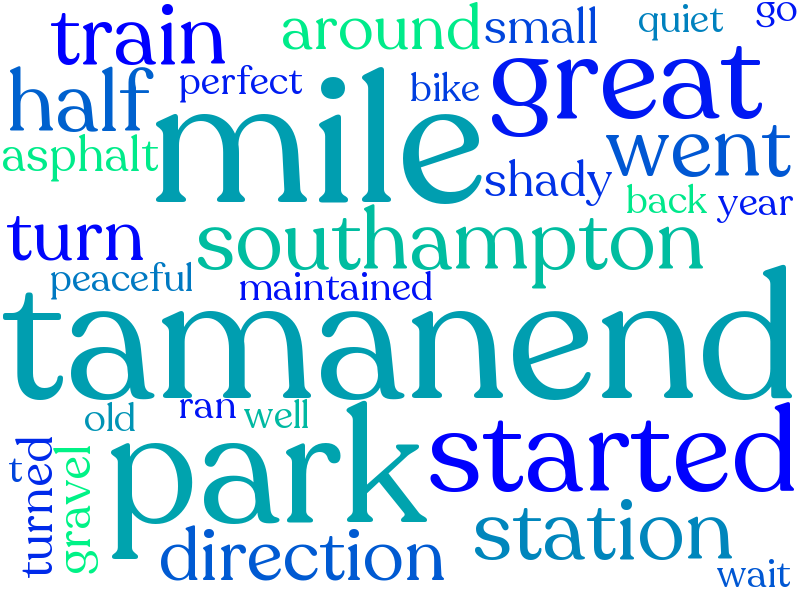 train around small quiet go
half perfect bike great
asphalt mile went
shady
back year
turn southampton
peaceful maintained
tamanend
old ran well
park started
turned t gravel
direction station
wait